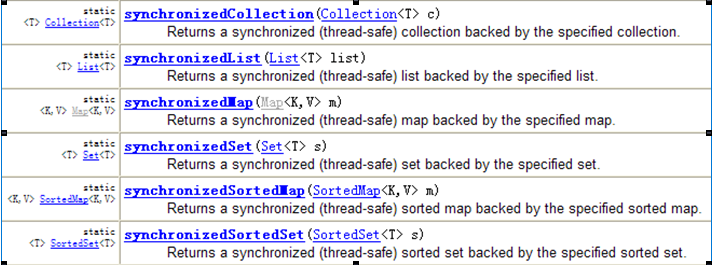 static
<T> Collection<T>
synchronizedCollection(Collection<T> c)
Returns a synchronized (thread-safe) collection backed by the specified collection.
static
<T> List<T>
synchronizedList(List<T> list)
Returns a synchronized (thread-safe) list backed by the specified list.
static
<K,V> Map<K,V>
synchronizedMap(Map<K,V> m)
Returns a synchronized (thread-safe) map backed by the specified map.
static
<T> Set<T>
synchronizedSet(Set<T> s)
Returns a synchronized (thread-safe) set backed by the specified set.
static
<K,V> SortedMap<K,V>
synchronizedSortedMap(SortedMap<K,V> m)
Returns a synchronized (thread-safe) sorted map backed by the specified sorted map.
static
<T> SortedSet<T>
synchronizedSortedSet(SortedSet<T> s)
Returns a synchronized (thread-safe) sorted set backed by the specified sorted set.